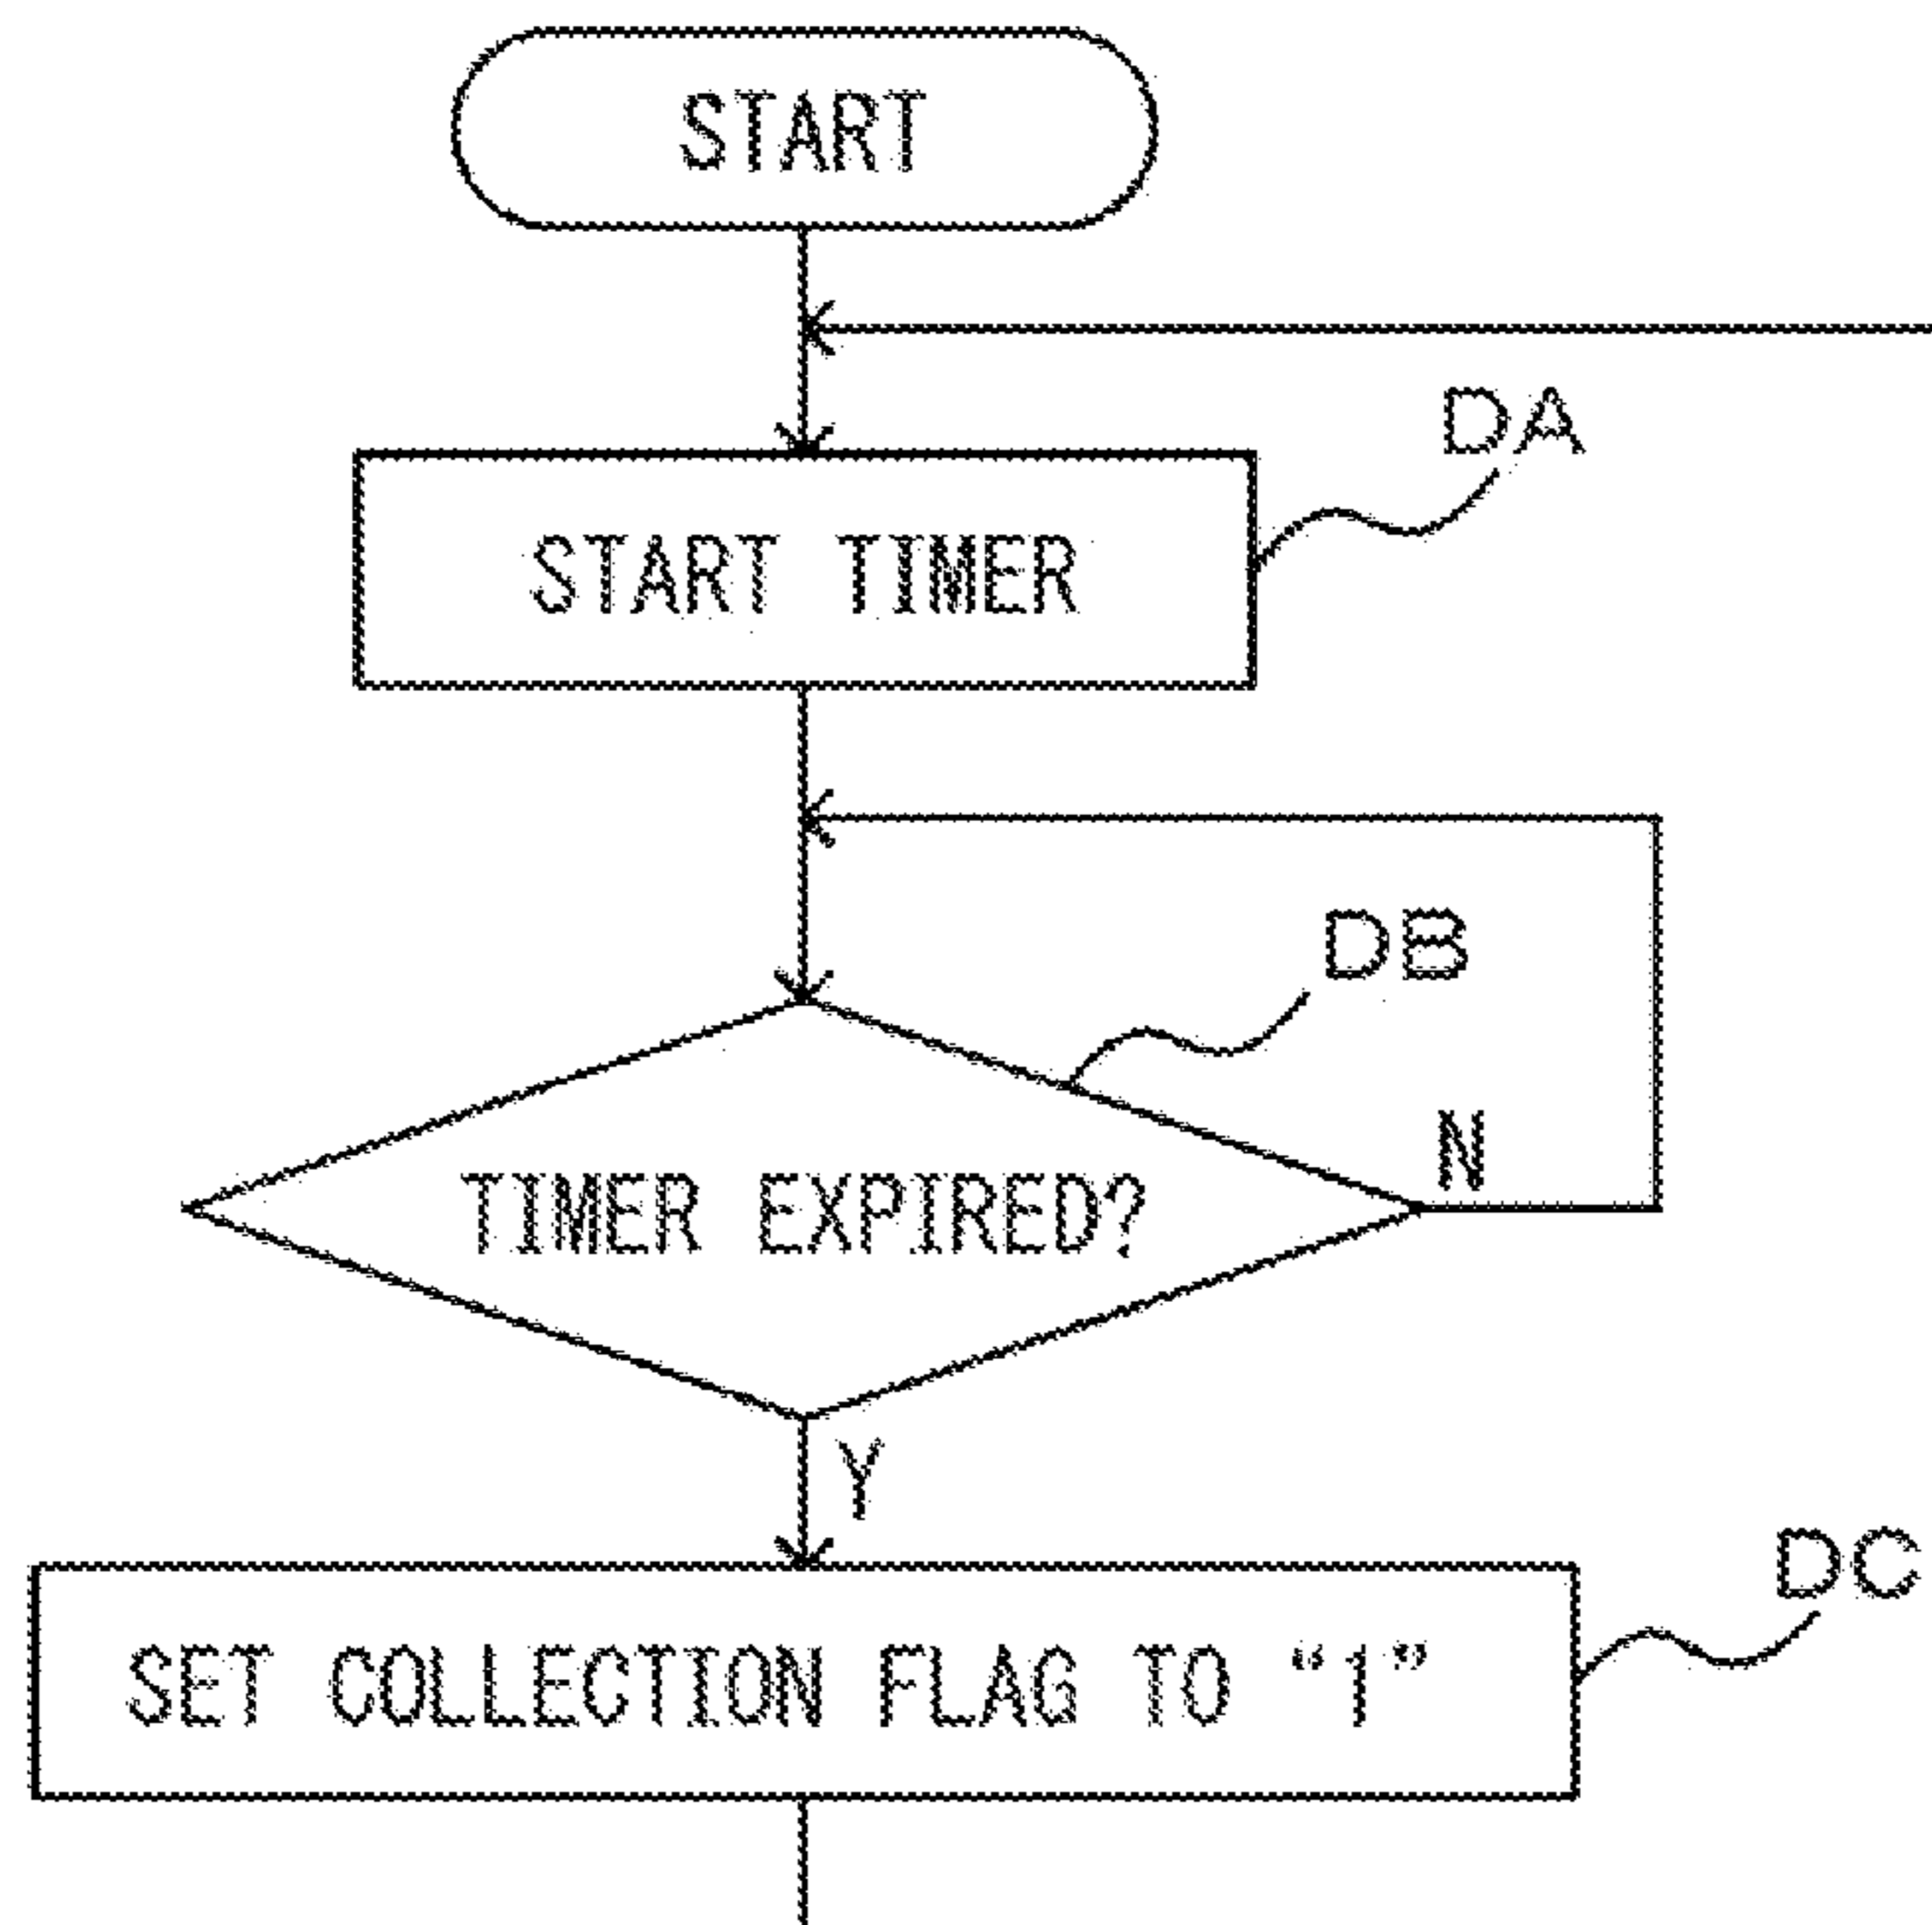 START
DA
START TIMER
DB
N
TIMER EXPIRED?
Y
DC
SET COLLECTION FLAG TO “1”